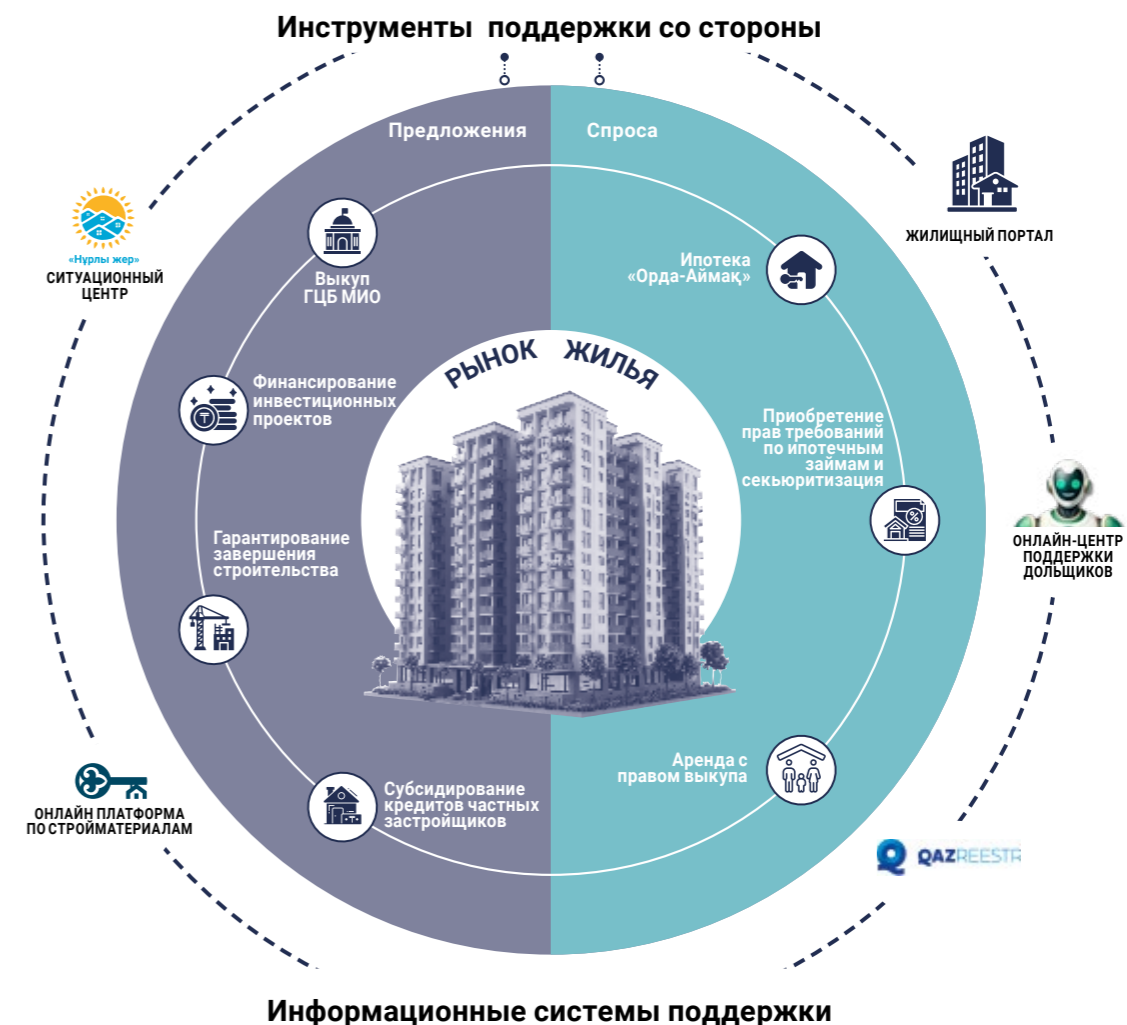 Инструменты поддержки со стороны
Предложения
Спроса
Выкуп
ГЦБ МИО
Финансирование
инвестиционных
проектов
Гарантирование
завершения
строительства
Субсидирование
кредитов частных
застройщиков
РЫНОК ЖИЛЬЯ
Ипотека
«Орда-Аймақ»
Приобретение
прав требований
по ипотечным
займам и
секьюритизация
Аренда с
правом выкупа
«Нұрлы жер»
СИТУАЦИОННЫЙ
ЦЕНТР
ОНЛАЙН ПЛАТФОРМА
ПО СТРОЙМАТЕРИАЛАМ
ЖИЛИЩНЫЙ ПОРТАЛ
ОНЛАЙН-ЦЕНТР
ПОДДЕРЖКИ
ДОЛЬЩИКОВ
QAZREESTR
Информационные системы поддержки